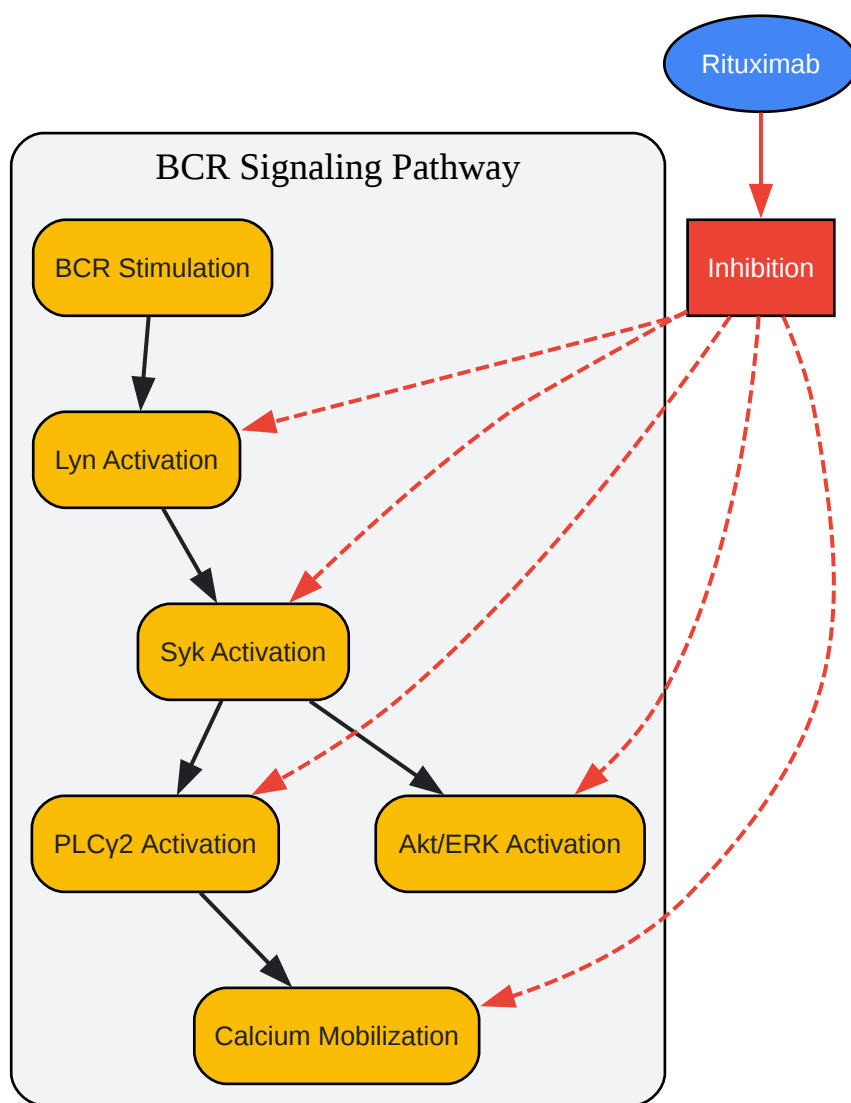 Rituximab
BCR Signaling Pathway
BCR Stimulation
Inhibition
Lyn Activation
Syk Activation
PLCγ2 Activation
Akt/ERK Activation
Calcium Mobilization